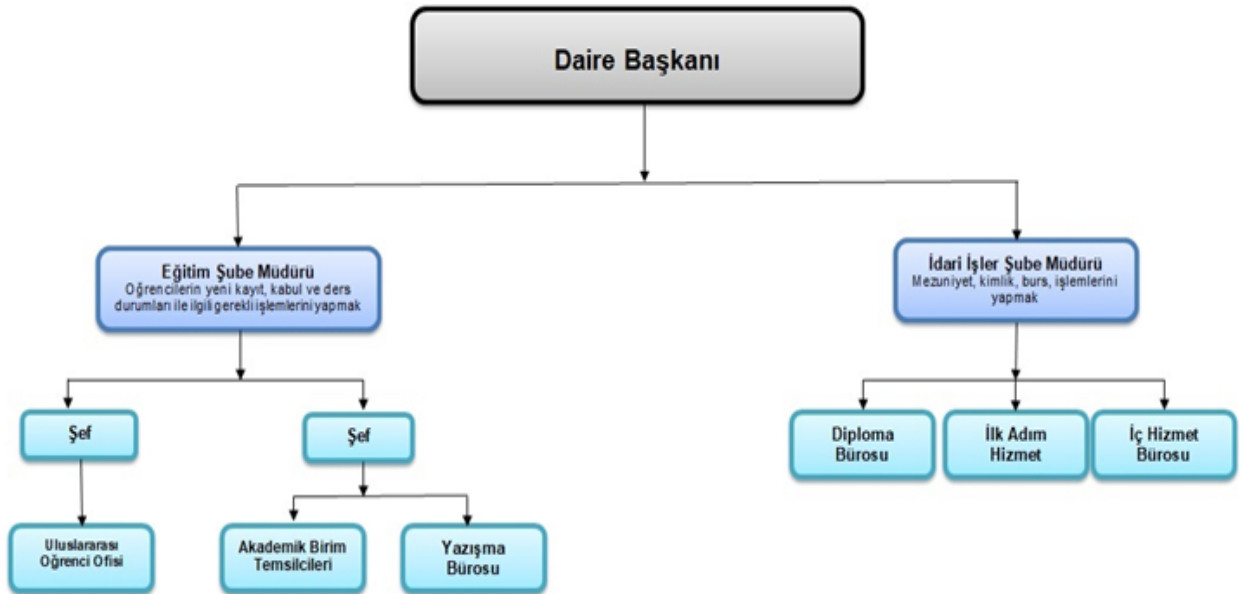 Daire Başkanı
Eğitim Şube Müdürü
Öğrencilerin yeni kayıt, kabul ve ders
durumları ile ilgili gerekli işlemlerini yapmak
İdari İşler Şube Müdürü
Mezuniyet, kimlik, burs, işlemlerini
yapmak
Şef
Şef
Diploma
Bürosu
İlk Adım
Hizmet
İç Hizmet
Bürosu
Uluslararası
Öğrenci Ofisi
Akademik Birim
Temsilcileri
Yazışma
Bürosu